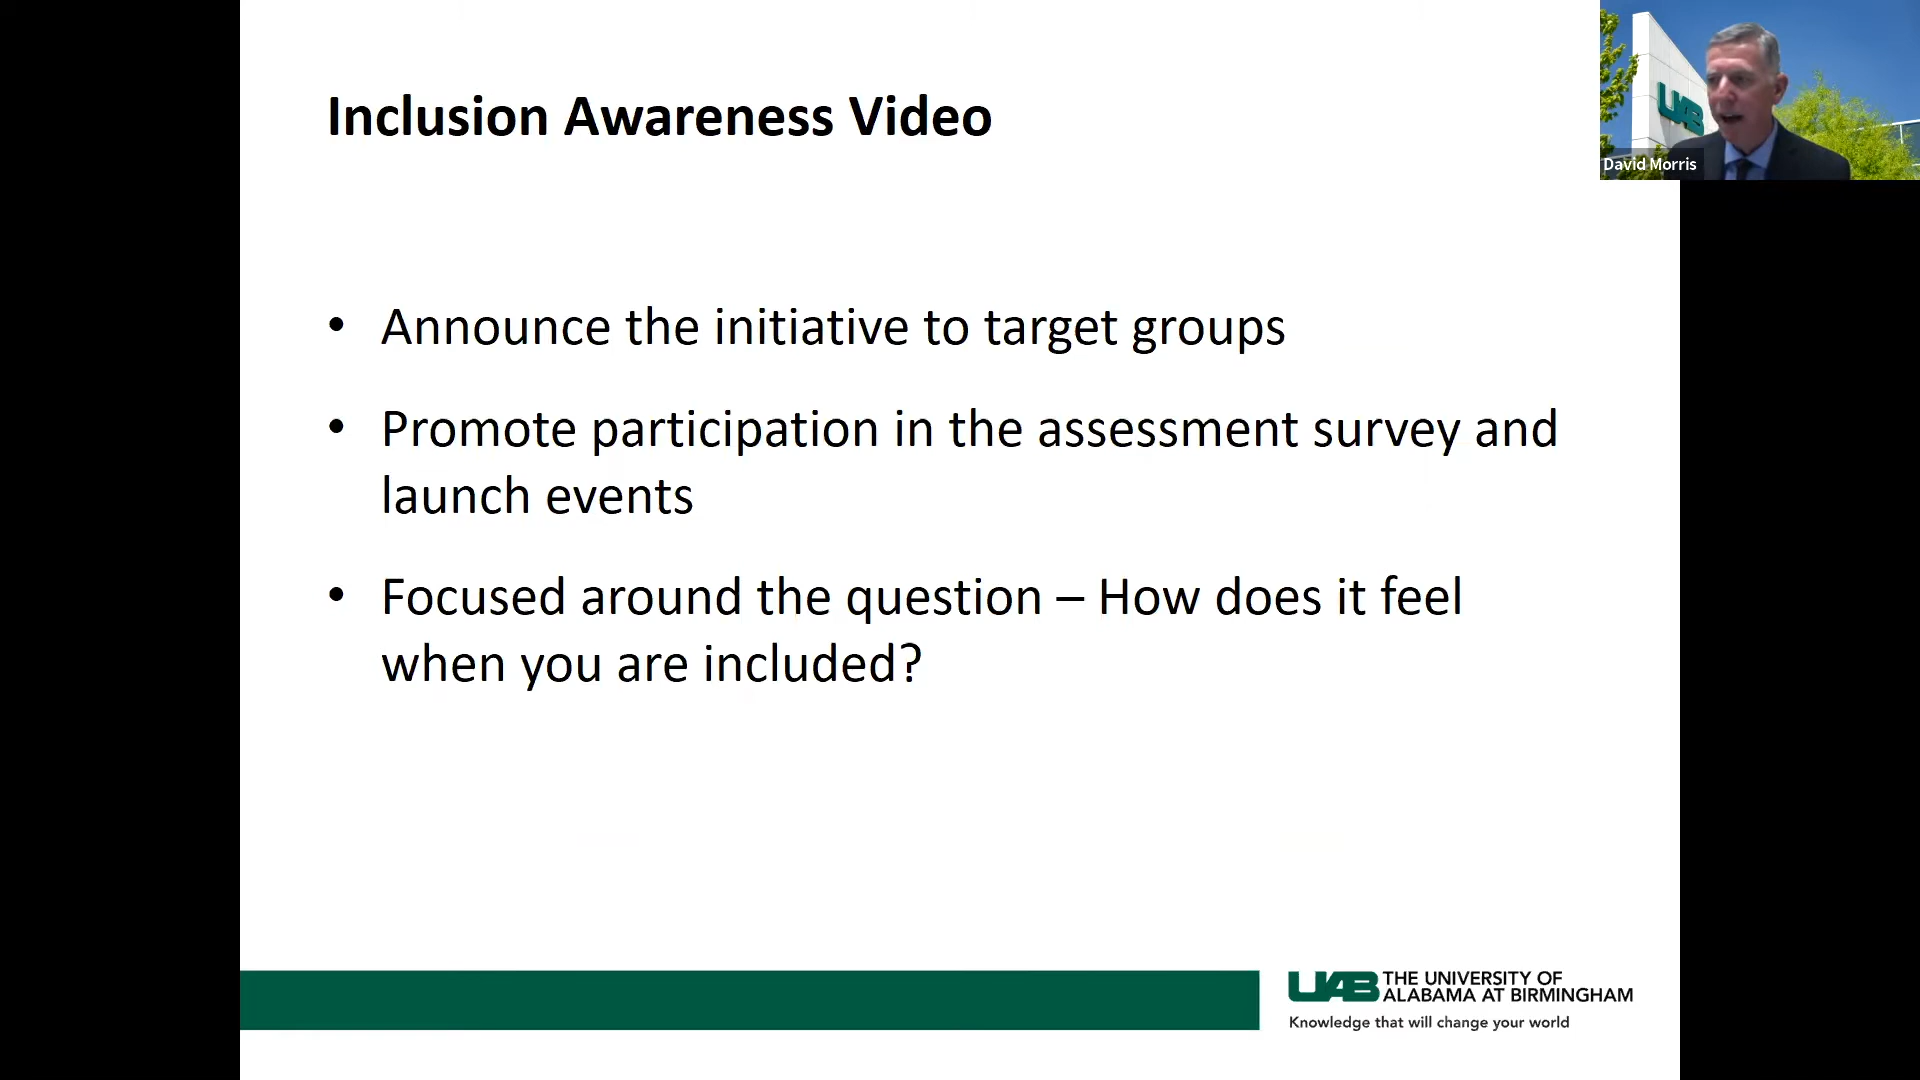 Inclusion Awareness Video
UAB
David Morris
• Announce the initiative to target groups
• Promote participation in the assessment survey and
launch events
• Focused around the question – How does it feel
when you are included?
UAB THE UNIVERSITY OF
ALABAMA AT BIRMINGHAM
Knowledge that will change your world